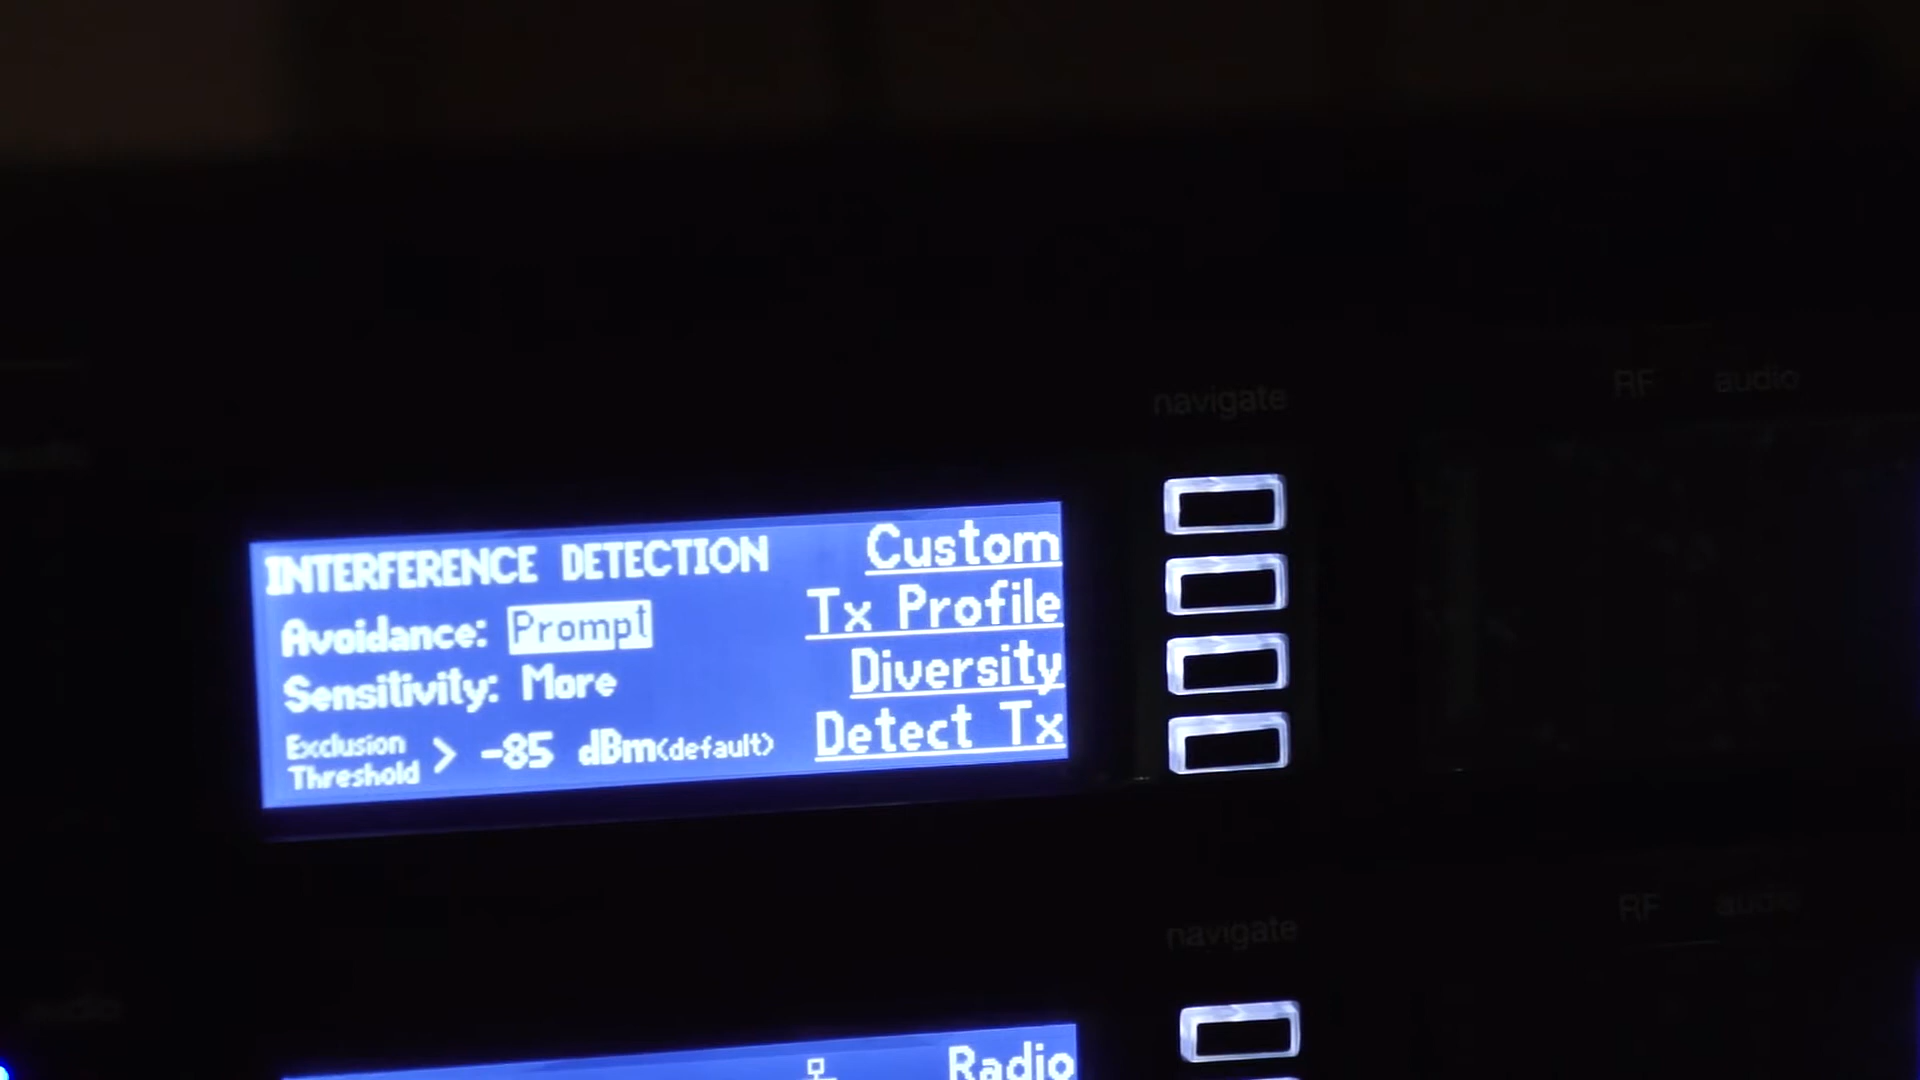 navigate
RF audio
INTERFERENCE DETECTION
Custom
Avoidance: Prompt
Tx Profile
Sensitivity: More
Diversity
Exclusion Threshold > -85 dBm(default)
Detect Tx
navigate
RF audio
audio
Radio